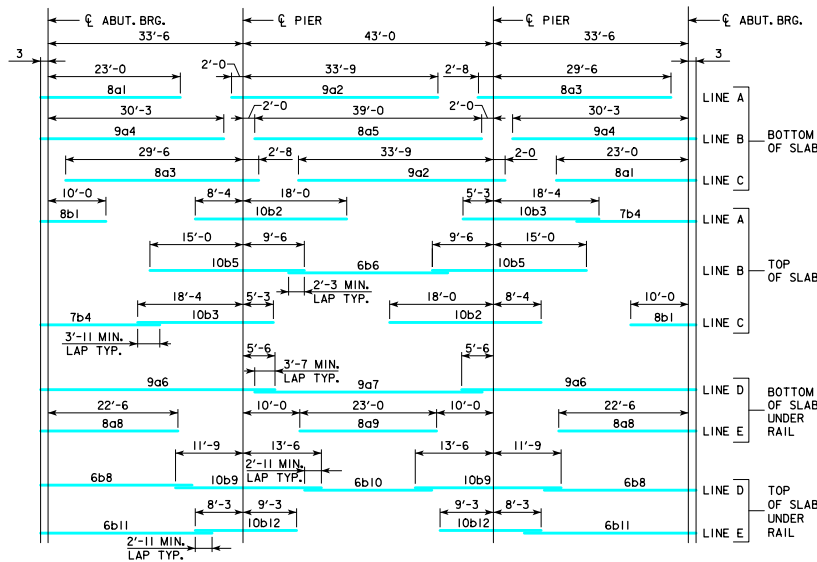 ℄ ABUT. BRG. ℄ PIER ℄ PIER ℄ ABUT. BRG.
33'-6 43'-0 33'-6
3 3
23'-0 2'-0 33'-9 2'-8 29'-6
8a1 9a2 8a3 LINE A
30'-3 2'-0 39'-0 2'-0 30'-3
9a4 8a5 9a4 LINE B
BOTTOM
OF SLAB
29'-6 2'-8 33'-9 2-0 23'-0
8a3 9a2 8a1 LINE C
10'-0 8'-4 18'-0 5'-3 18'-4
8b1 10b2 10b3 7b4 LINE A
15'-0 9'-6 9'-6 15'-0
10b5 6b6 10b5 LINE B
TOP
OF SLAB
2'-3 MIN.
LAP TYP.
18'-4 5'-3 18'-0 8'-4 10'-0
7b4 10b3 10b2 8b1 LINE C
3'-11 MIN.
LAP TYP.
5'-6 5'-6
3'-7 MIN.
LAP TYP.
9a6 9a7 9a6 LINE D
22'-6 10'-0 23'-0 10'-0 22'-6
8a8 8a9 8a8 LINE E
BOTTOM
OF SLAB
UNDER
RAIL
11'-9 13'-6 13'-6 11'-9
2'-11 MIN.
LAP TYP.
6b8 10b9 6b10 10b9 6b8 LINE D
8'-3 9'-3 9'-3 8'-3
6b11 10b12 10b12 6b11 LINE E
TOP
OF SLAB
UNDER
RAIL
2'-11 MIN.
LAP TYP.